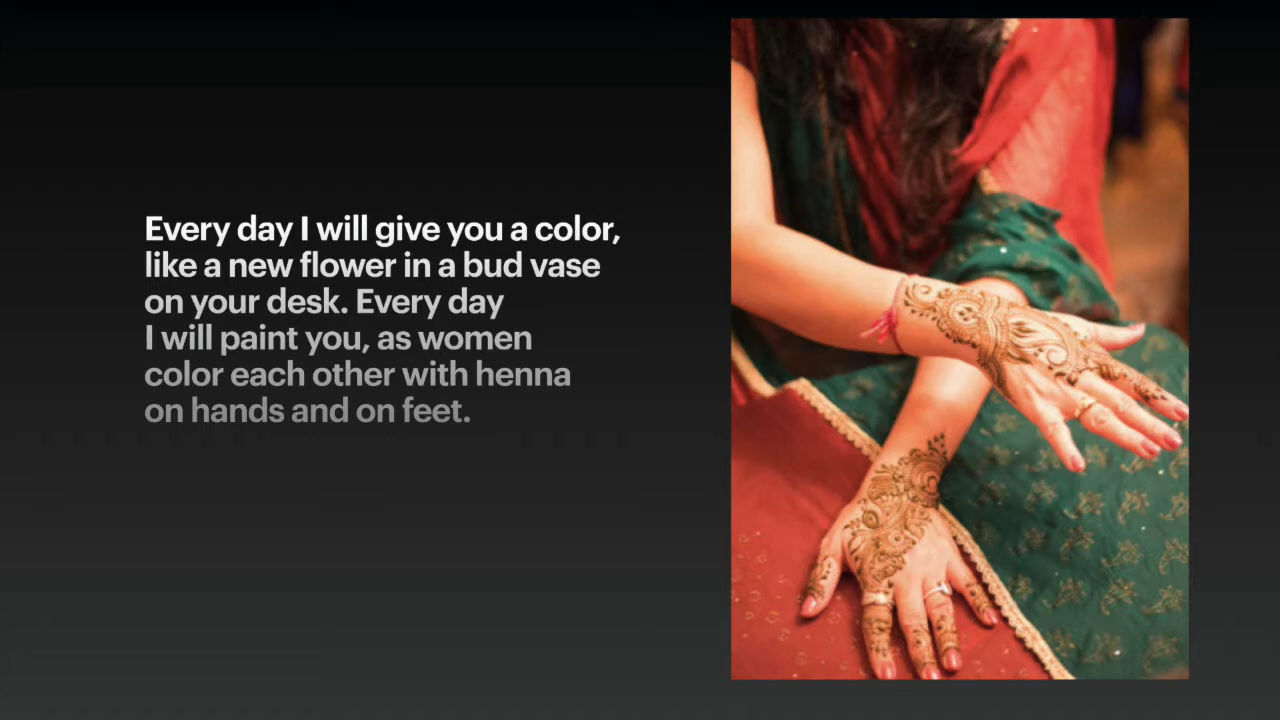 Every day I will give you a color,
like a new flower in a bud vase
on your desk. Every day
I will paint you, as women
color each other with henna
on hands and on feet.